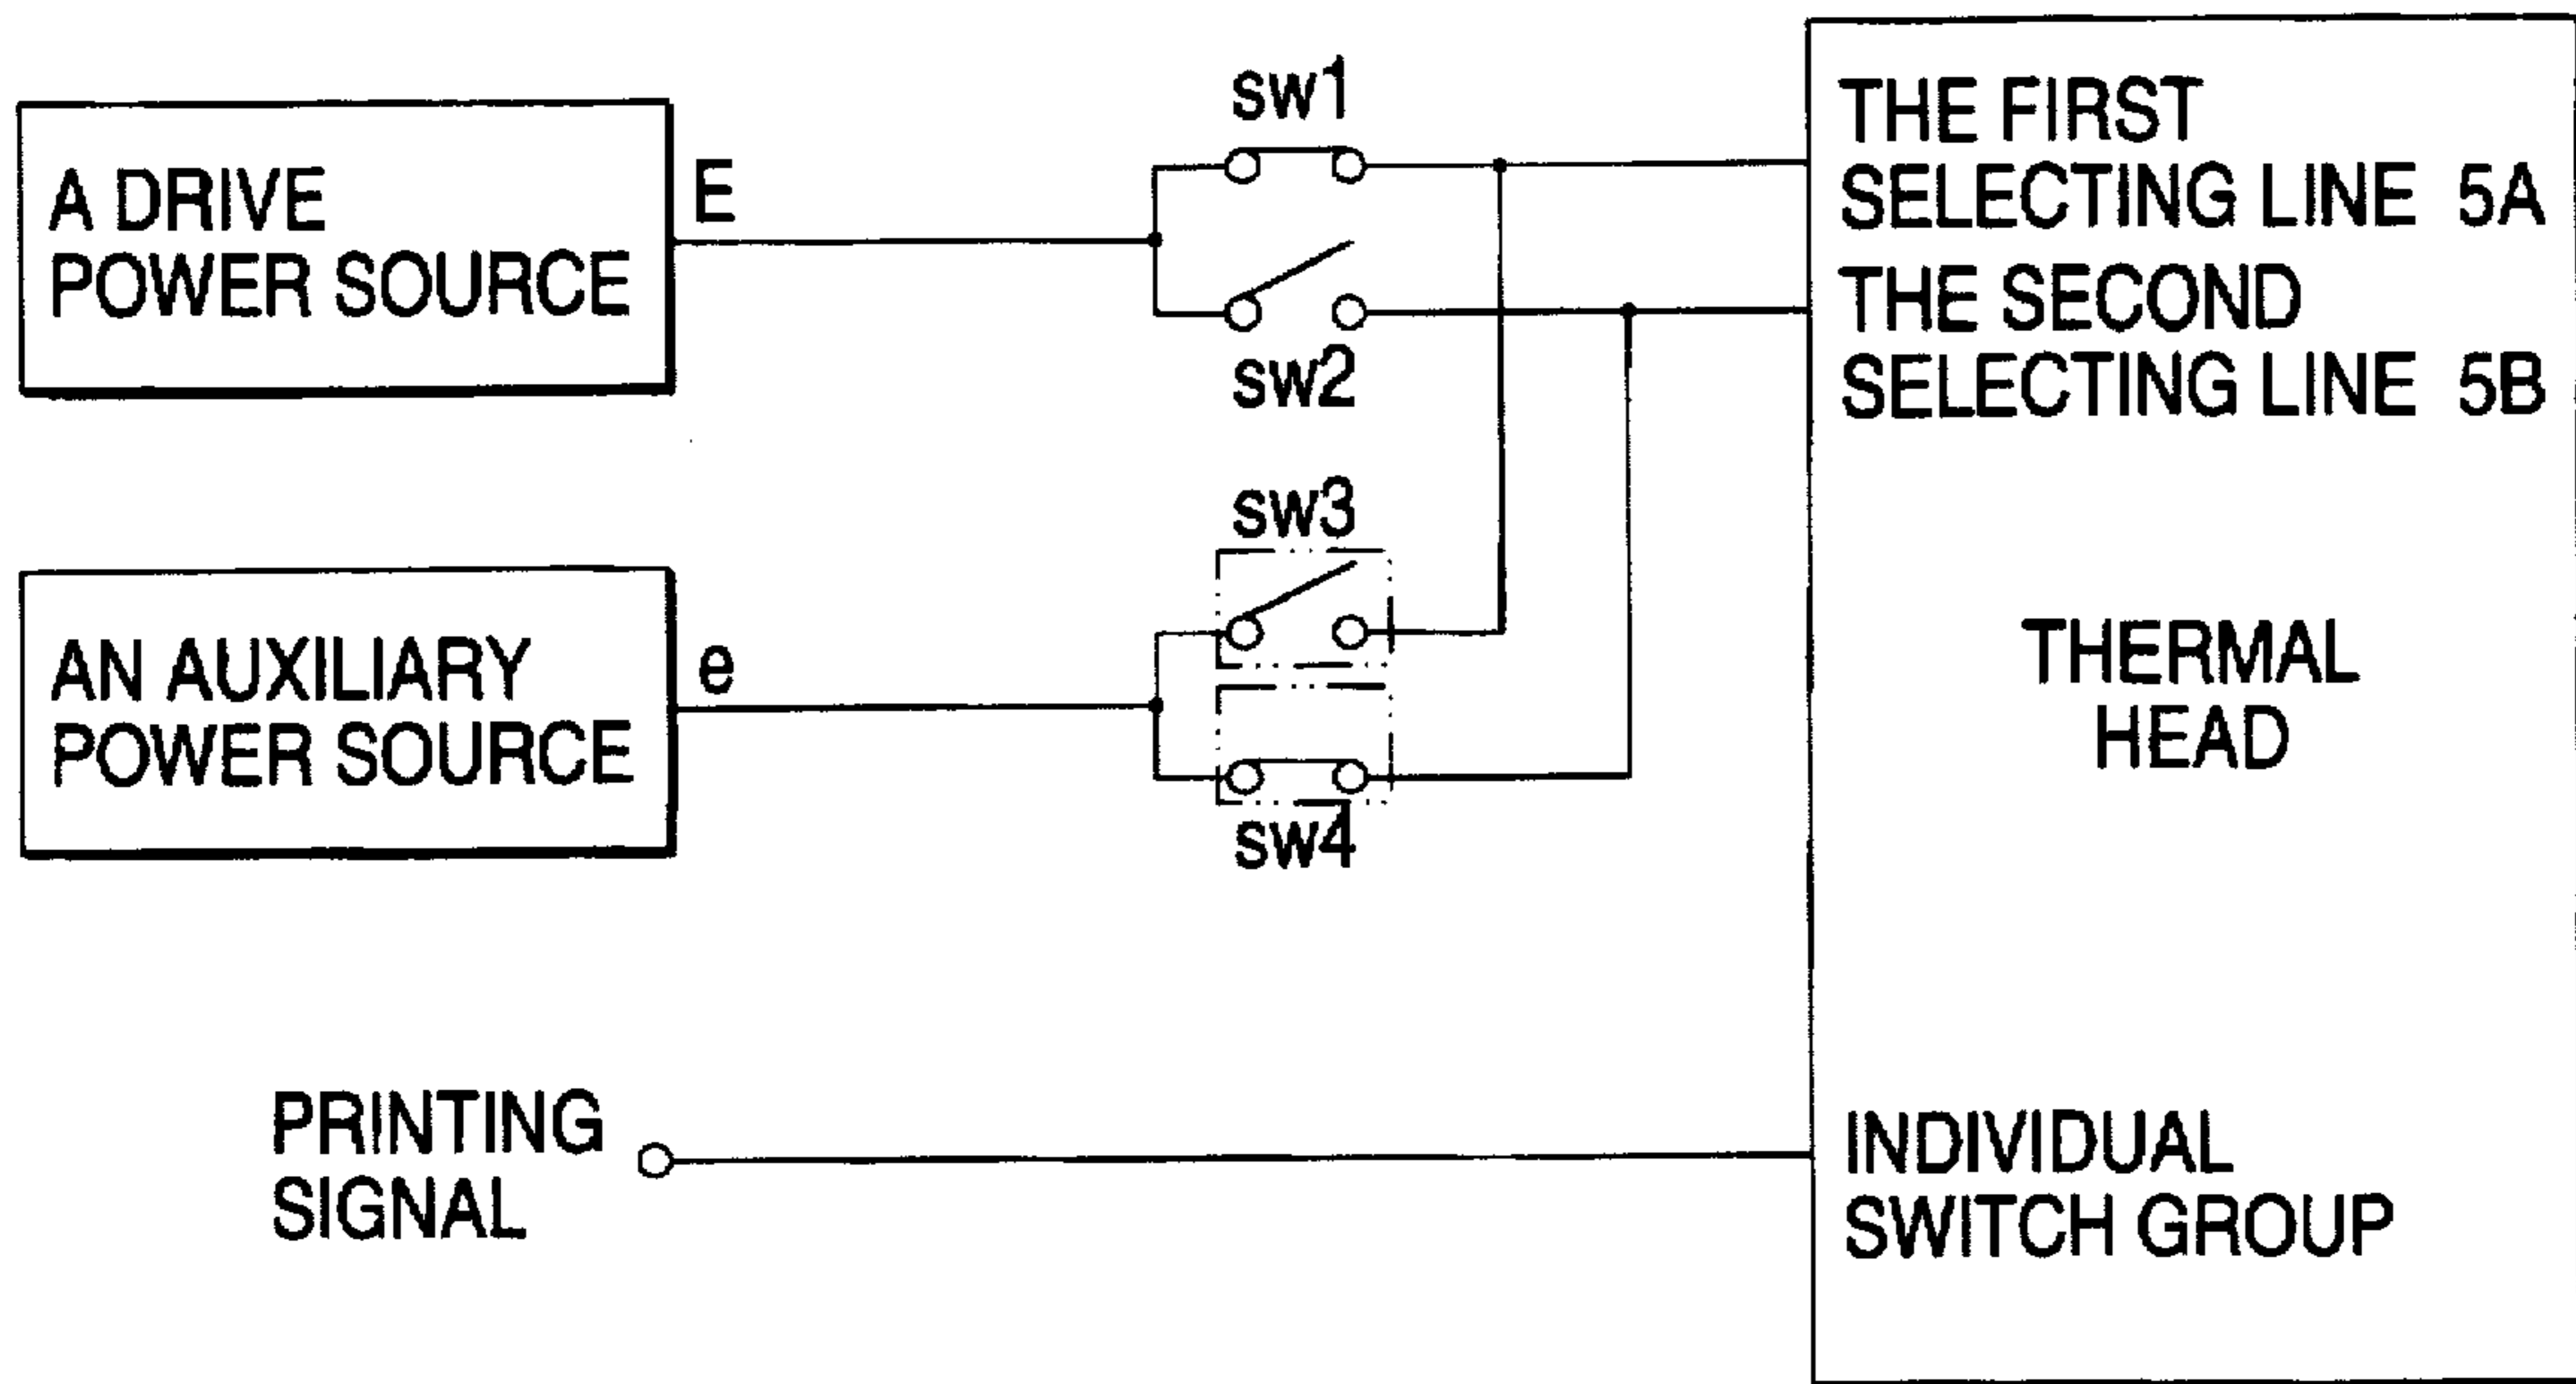 A DRIVE
POWER SOURCE
E
sw1
sw2
THE FIRST
SELECTING LINE 5A
THE SECOND
SELECTING LINE 5B
AN AUXILIARY
POWER SOURCE
e
sw3
sw4
THERMAL
HEAD
PRINTING
SIGNAL
INDIVIDUAL
SWITCH GROUP